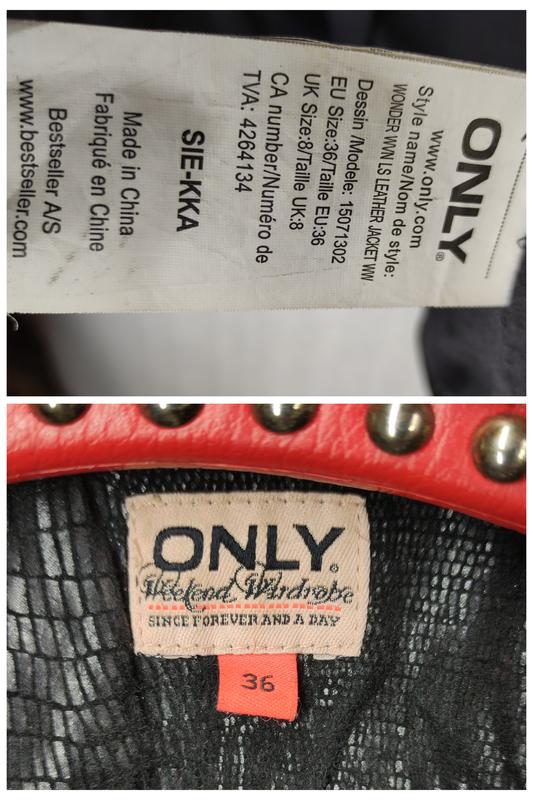 ONLY®
www.only.com
Style name/Nom de style:
WONDER WVN LS LEATHER JACKET WW
Dessin /Modele: 15071302
EU Size:36/Taille EU:36
UK Size:8/Taille UK:8
CA number/Numéro de
TVA: 4264134
SIE-KKA
Made in China
Fabriqué en Chine
Bestseller A/S
www.bestseller.com
ONLY®
Weekend Wardrobe
SINCE FOREVER AND A DAY
36